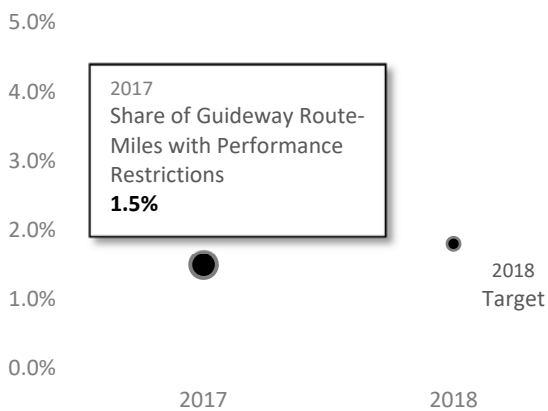 5.0%
4.0%
3.0%
2.0%
1.0%
0.0%
2017
Share of Guideway Route-
Miles with Performance
Restrictions
1.5%
2018
Target
2017
2018